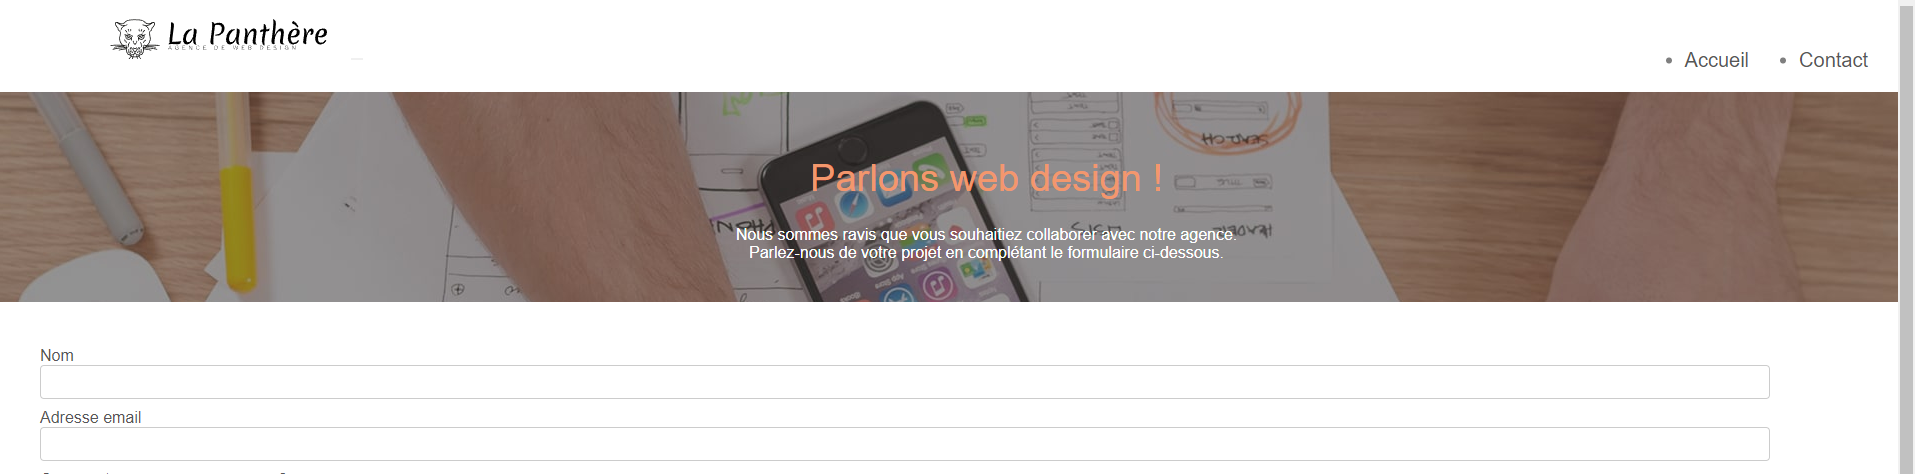 La Panthère
AGENCE DE WEB DESIGN
• Accueil
• Contact
Parlons web design !
Nous sommes ravis que vous souhaitiez collaborer avec notre agence.
Parlez-nous de votre projet en complétant le formulaire ci-dessous.
Nom
Adresse email